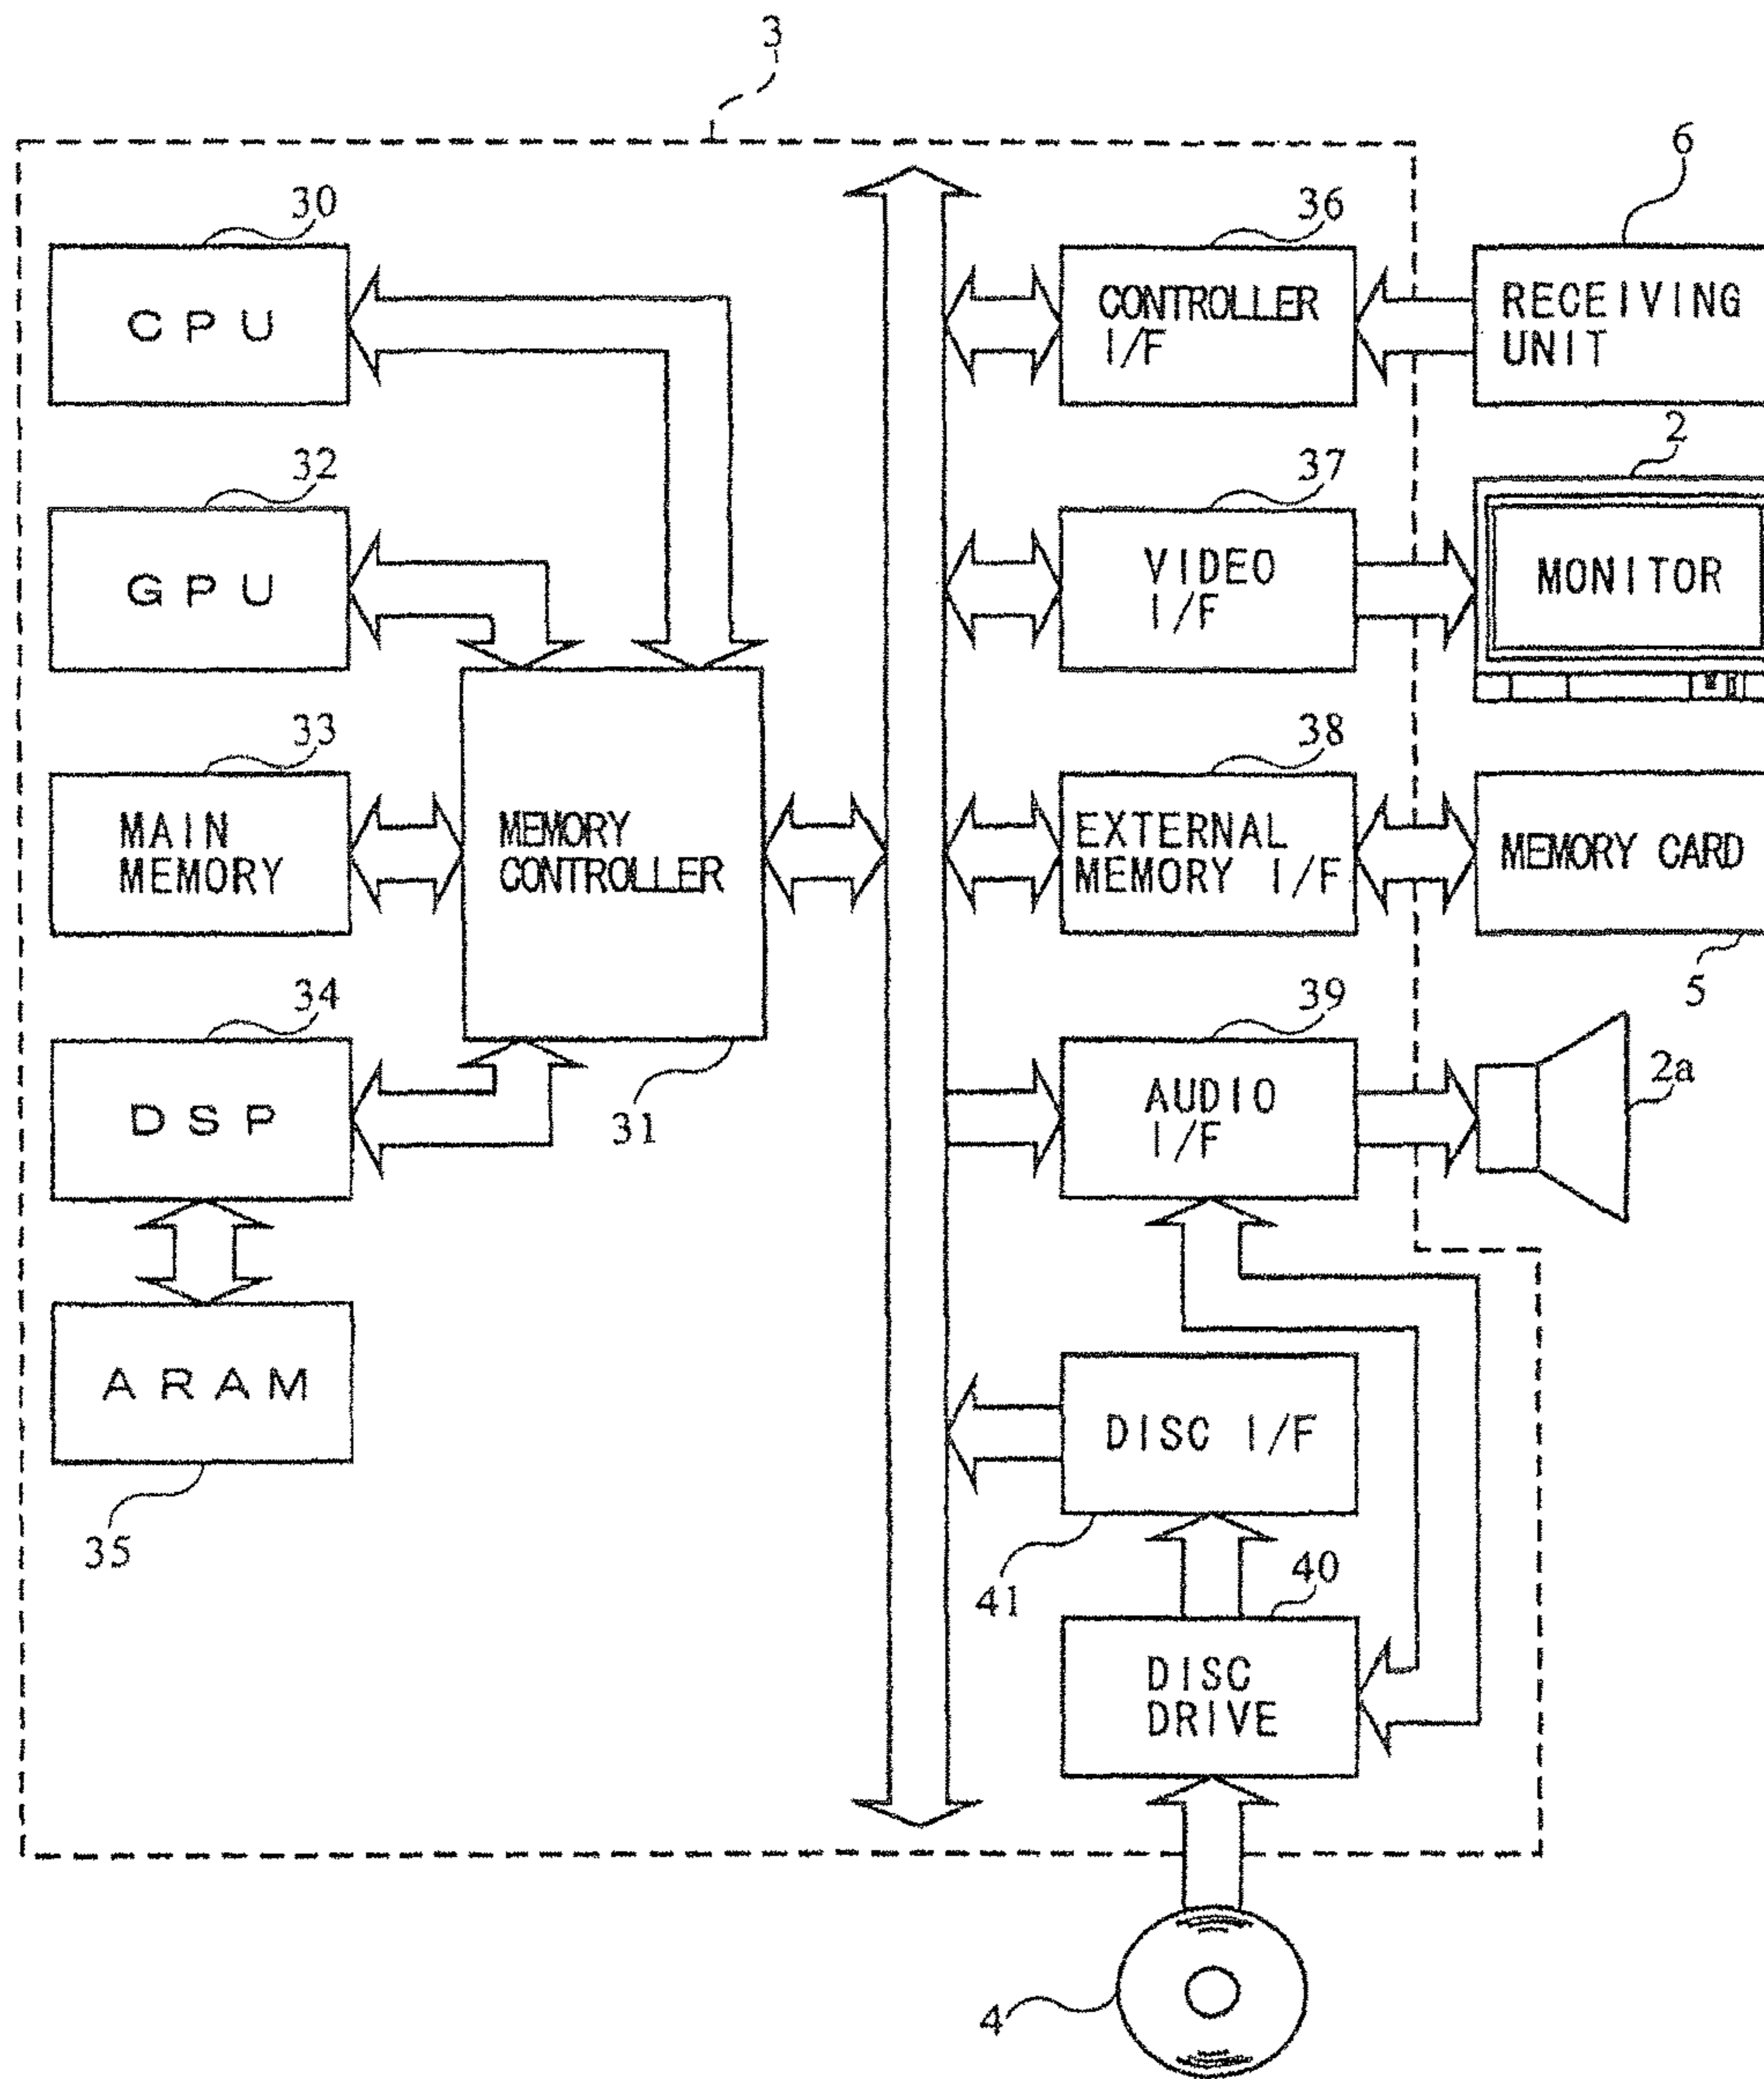 3
6
30
36
CPU
CONTROLLER
I/F
RECEIVING
UNIT
2
32
37
GPU
VIDEO
I/F
MONITOR
33
38
MAIN
MEMORY
MEMORY
CONTROLLER
EXTERNAL
MEMORY I/F
MEMORY CARD
5
34
39
2a
DSP
31
AUDIO
I/F
ARAM
DISC I/F
35
41
40
DISC
DRIVE
4